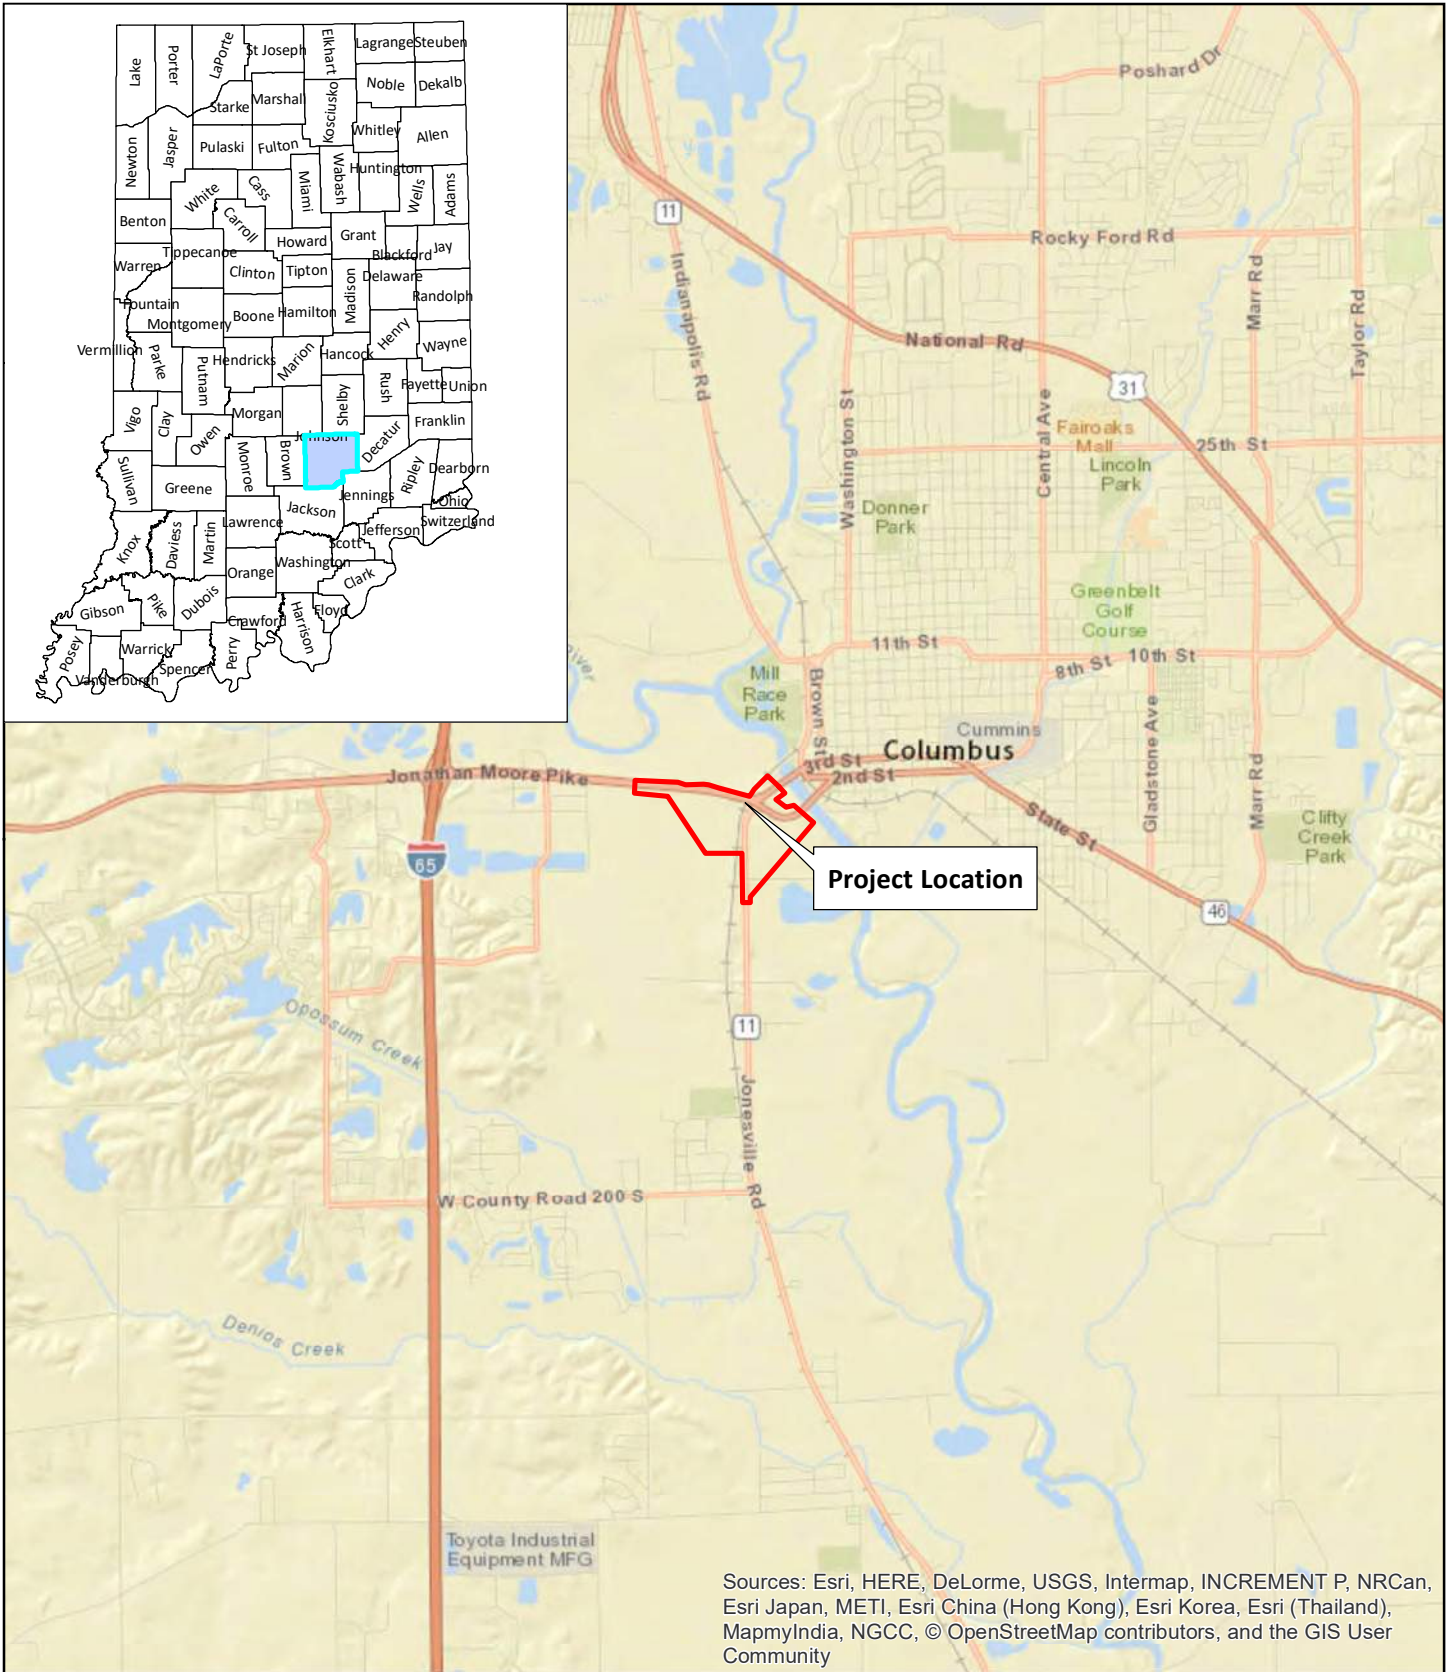 Lake
Porter
LaPorte
St Joseph
Elkhart
Lagrange
Steuben
Noble
Dekalb
Starke
Marshall
Kosciusko
Whitley
Allen
Newton
Jasper
Pulaski
Fulton
Huntington
Wabash
Miami
Cass
White
Carroll
Wells
Adams
Benton
Tippecanoe
Howard
Grant
Blackford
Jay
Warren
Clinton
Tipton
Delaware
Madison
Randolph
Fountain
Montgomery
Boone
Hamilton
Henry
Wayne
Vermillion
Parke
Putnam
Hendricks
Marion
Hancock
Rush
Fayette
Union
Vigo
Clay
Owen
Morgan
Johnson
Shelby
Decatur
Franklin
Sullivan
Greene
Monroe
Brown
Jennings
Ripley
Dearborn
Ohio
Jackson
Lawrence
Jefferson
Switzerland
Knox
Daviess
Martin
Scott
Washington
Orange
Clark
Gibson
Pike
Dubois
Crawford
Harrison
Floyd
Posey
Warrick
Vanderburgh
Spencer
Perry
Poshard Dr
11
Indianapolis Rd
Rocky Ford Rd
Marr Rd
Taylor Rd
National Rd
31
Washington St
Central Ave
Fairoaks
Mall
25th St
Lincoln
Park
Donner
Park
Greenbelt
Golf
Course
11th St
10th St
8th St
River
Mill
Race
Park
Brown St
Cummins
Columbus
3rd St
2nd St
Gladstone Ave
Marr Rd
State St
Clifty
Creek
Park
Jonathan Moore Pike
65
Project Location
46
Opossum Creek
11
Jonesville Rd
W County Road 200 S
Denios Creek
Toyota Industrial
Equipment MFG
Sources: Esri, HERE, DeLorme, USGS, Intermap, INCREMENT P, NRCan,
Esri Japan, METI, Esri China (Hong Kong), Esri Korea, Esri (Thailand),
MapmyIndia, NGCC, © OpenStreetMap contributors, and the GIS User
Community